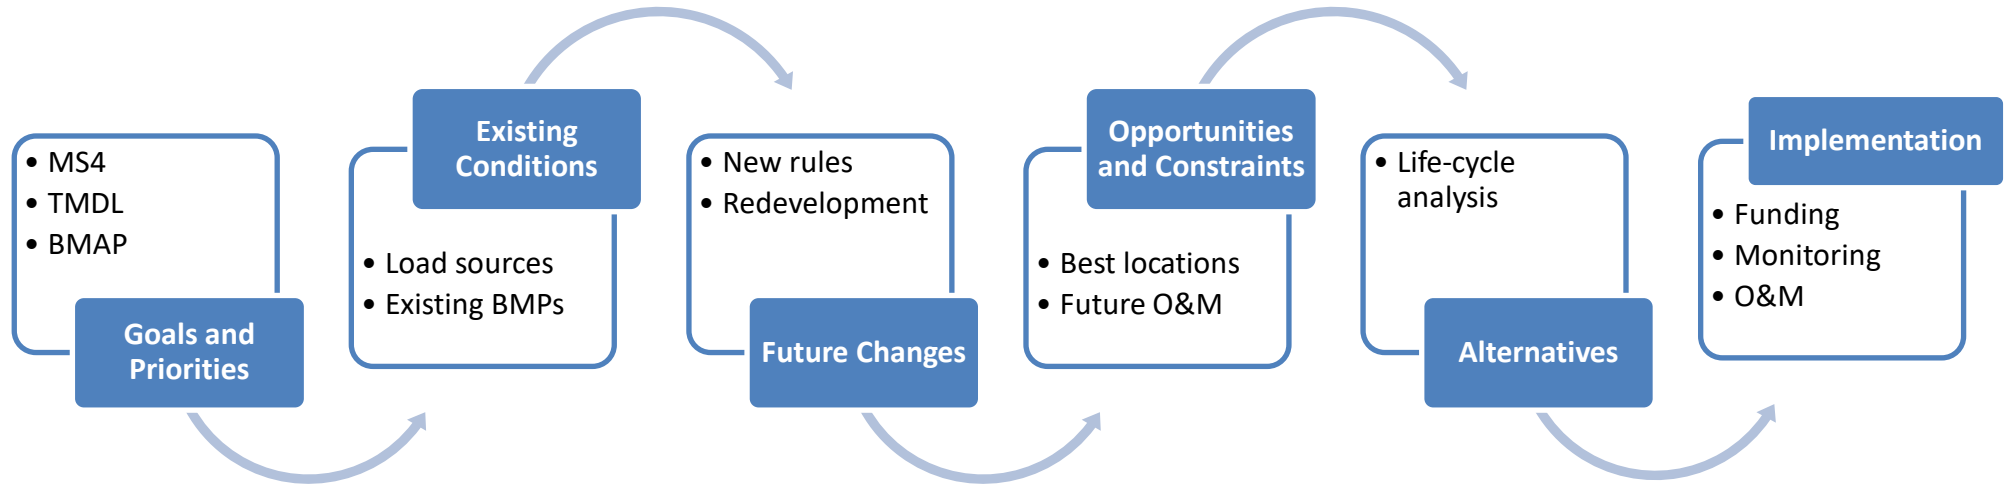 • MS4
• TMDL
• BMAP
Goals and
Priorities
Existing
Conditions
• Load sources
• Existing BMPs
• New rules
• Redevelopment
Future Changes
Opportunities
and Constraints
• Best locations
• Future O&M
• Life-cycle
analysis
Alternatives
Implementation
• Funding
• Monitoring
• O&M